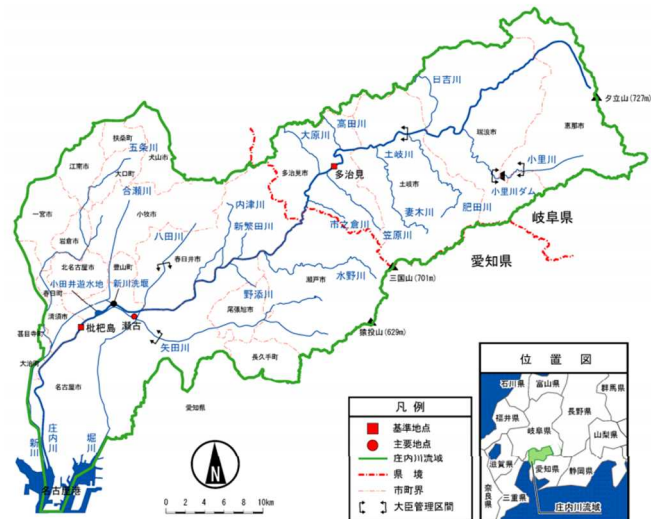 日吉川
夕立山(727m)
扶桑町
高田川
五条川
大原川
瑞浪市
恵那市
江南市
犬山市
大口町
土岐川
小里川
合瀬川
多治見市
多治見
土岐市
小里川ダム
一宮市
小牧市
内津川
妻木川
肥田川
岐阜県
岩倉市
八田川
新繁田川
市之倉川
笠原川
愛知県
北名古屋市
豊山町
春日井市
小田井遊水地
新川洗堰
瀬戸市
水野川
三国山(701m)
春日町
野添川
清須市
枇杷島
瀬古
尾張旭市
猿投山(629m)
甚目寺町
矢田川
長久手町
大治町
名古屋市
愛知県
新川
庄内川
堀川
名古屋港
N
0
2
4
6
8
10km
凡例
基準地点
主要地点
庄内川流域
県境
市町界
大臣管理区間
位置図
石川県
富山県
群馬県
福井県
長野県
岐阜県
山梨県
滋賀県
愛知県
静岡県
奈良県
三重県
庄内川流域